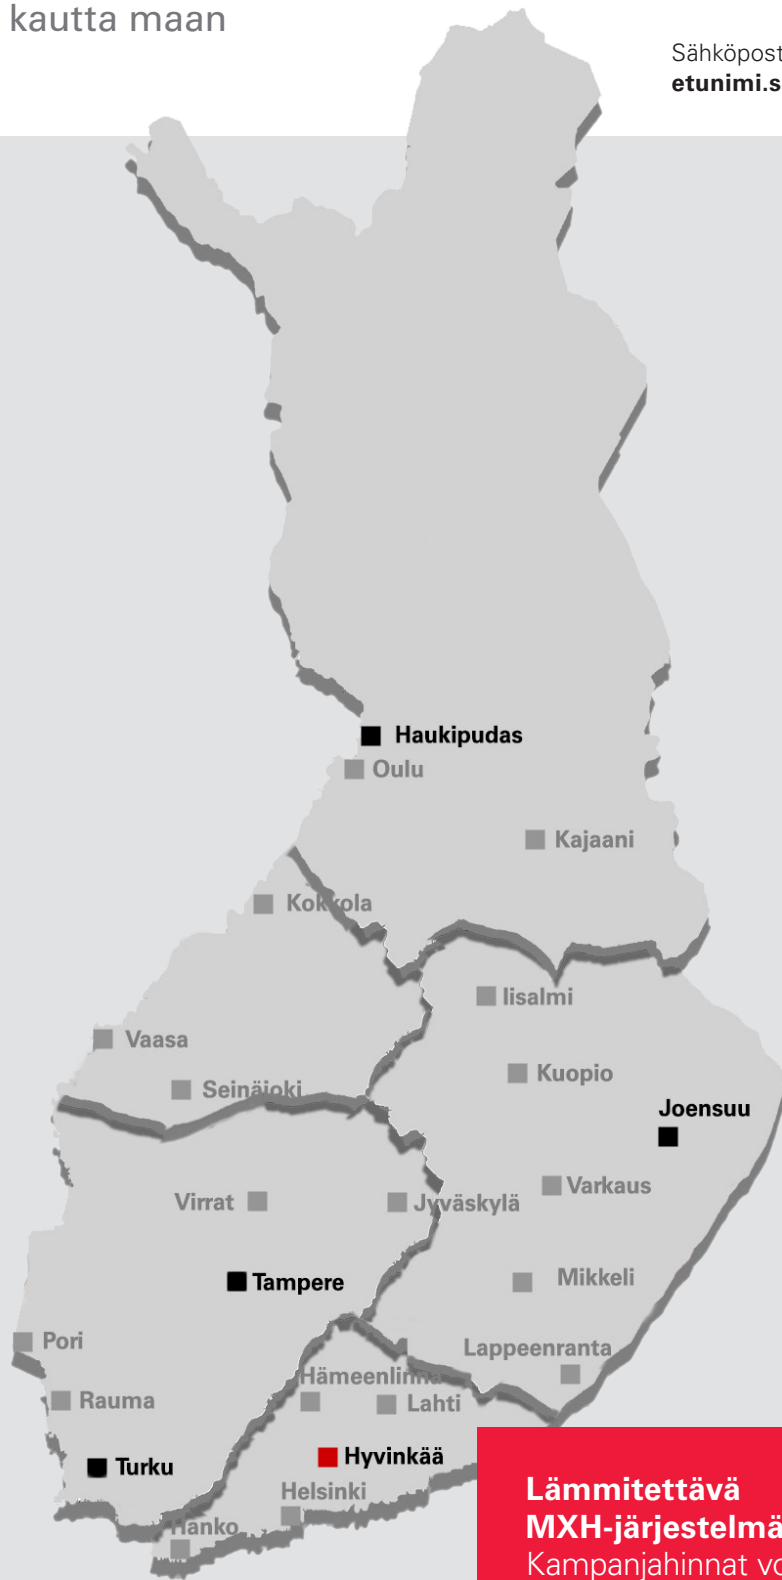 kautta maan
Sähköpost
etunimi.s
Haukipudas
Oulu
Kajaani
Kokkola
Iisalmi
Vaasa
Kuopio
Seinäjoki
Joensuu
Varkaus
Virrat
Jyväskylä
Mikkeli
Tampere
Pori
Lappeenranta
Hämeenlinna
Rauma
Lahti
Hyvinkää
Turku
Helsinki
Hanko
Lämmitettävä
MXH-järjestelmä
Kampanjahinnat vo